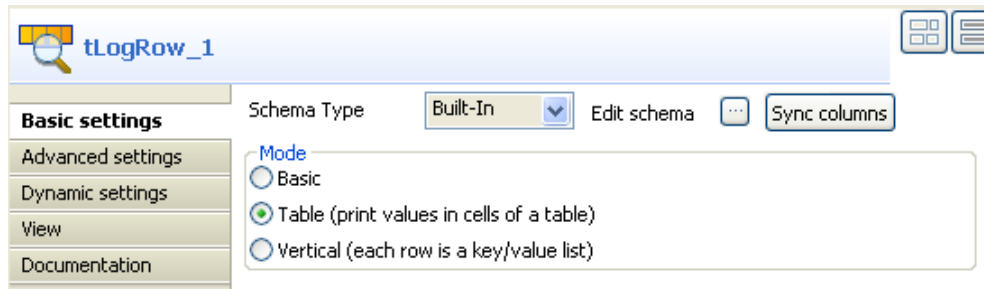 tLogRow_1
Basic settings
Advanced settings
Dynamic settings
View
Documentation
Schema Type Built-In Edit schema ... Sync columns
Mode
Basic
Table (print values in cells of a table)
Vertical (each row is a key/value list)